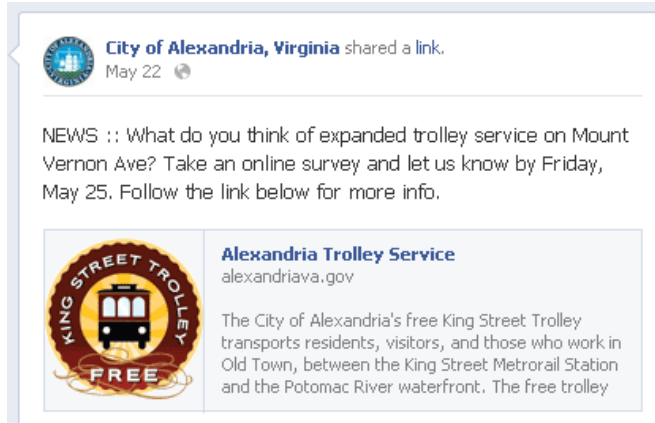 City of Alexandria, Virginia shared a link.
May 22
NEWS :: What do you think of expanded trolley service on Mount
Vernon Ave? Take an online survey and let us know by Friday,
May 25. Follow the link below for more info.
KING STREET TROLLEY
FREE
Alexandria Trolley Service
alexandriava.gov
The City of Alexandria's free King Street Trolley
transports residents, visitors, and those who work in
Old Town, between the King Street Metrorail Station
and the Potomac River waterfront. The free trolley